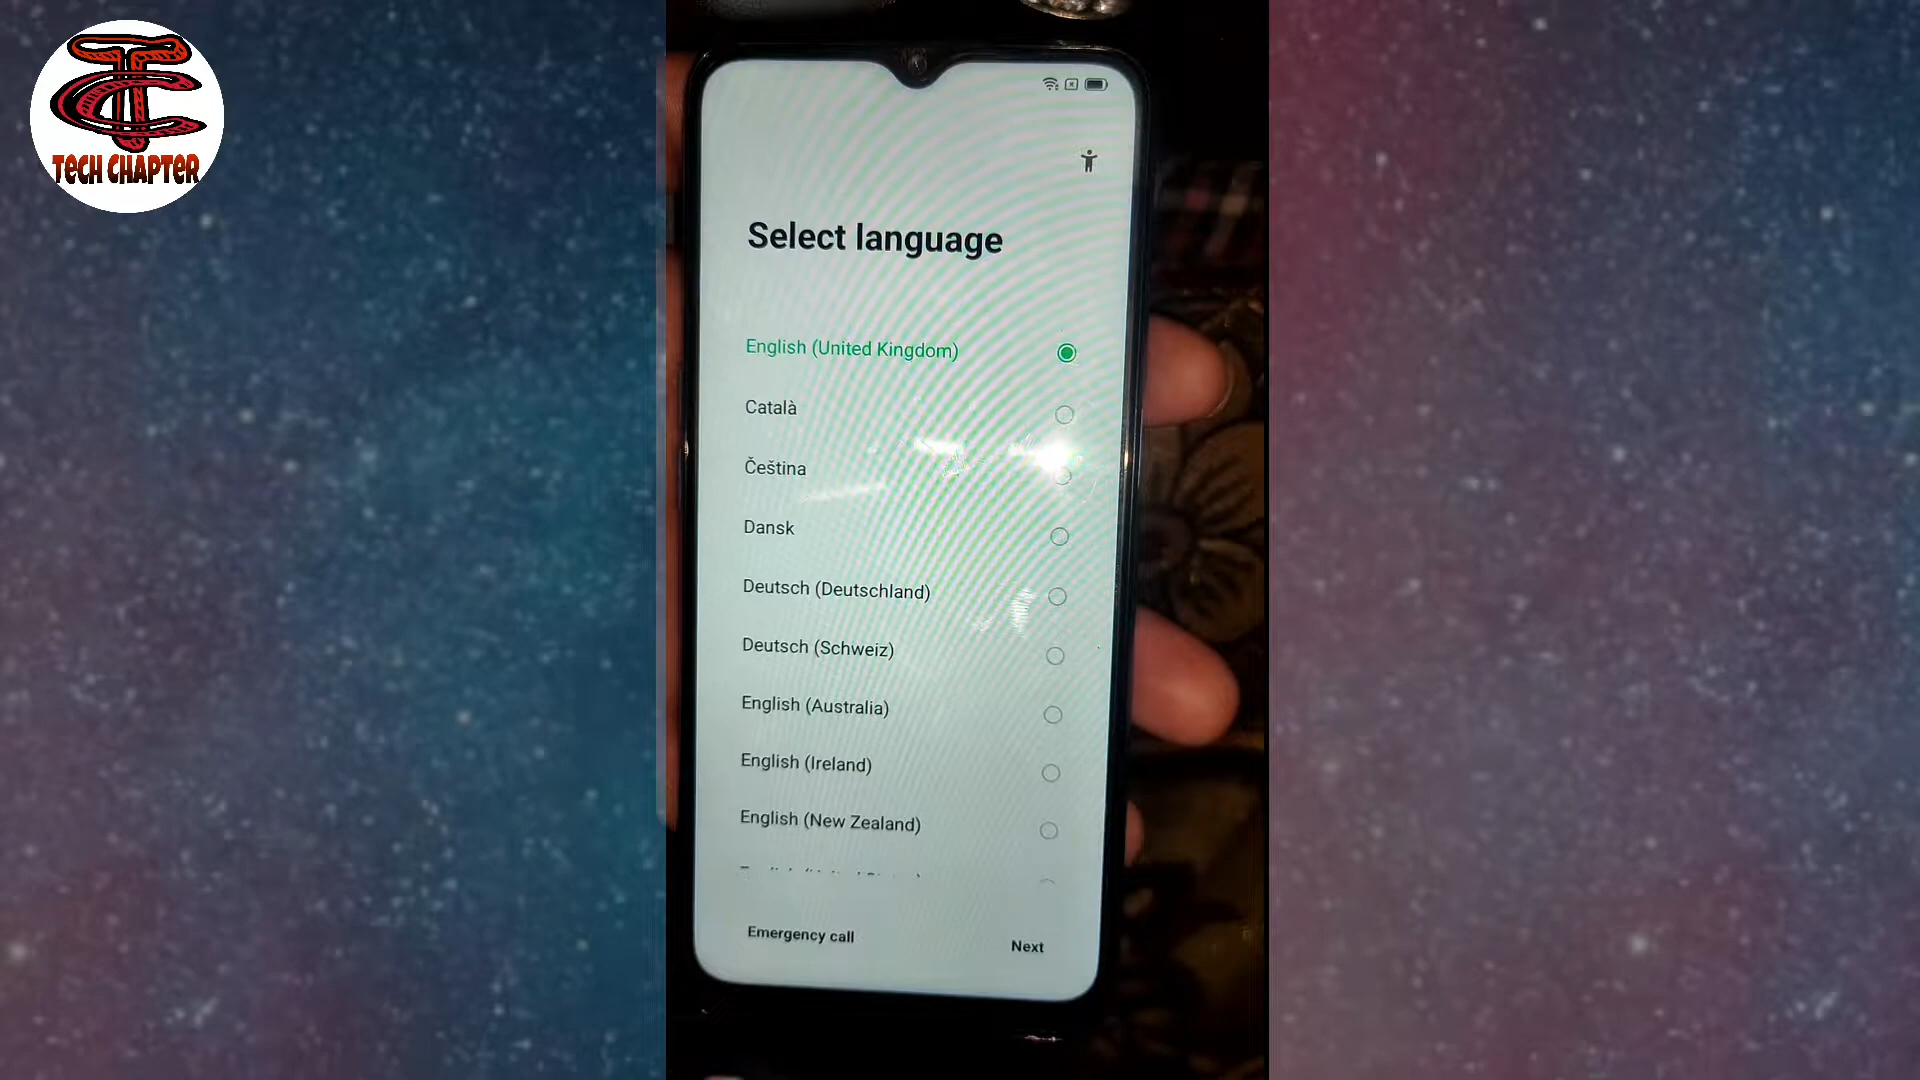 TC
TECH CHAPTER
Select language
English (United Kingdom)
Català
Čeština
Dansk
Deutsch (Deutschland)
Deutsch (Schweiz)
English (Australia)
English (Ireland)
English (New Zealand)
Emergency call
Next